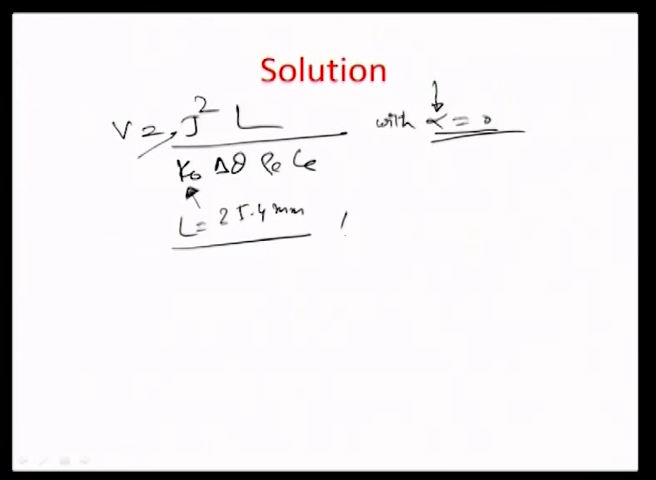 Solution
V = J² L with α = 0
K₀ Δθ ρₑ Cₑ
L = 25.4 mm